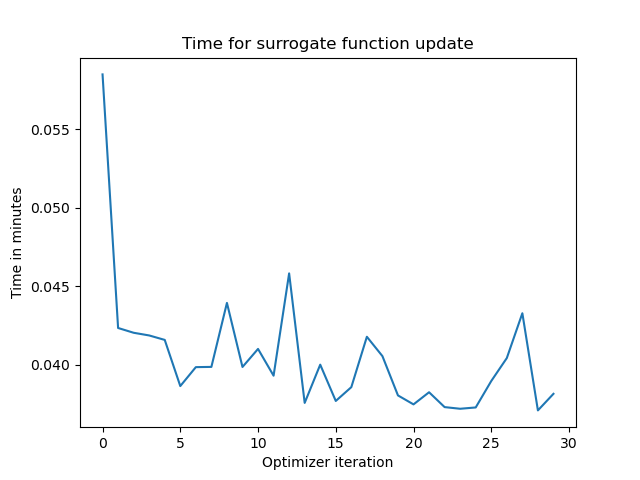 Time for surrogate function update
Time in minutes
0.055
0.050
0.045
0.040
0 5 10 15 20 25 30
Optimizer iteration